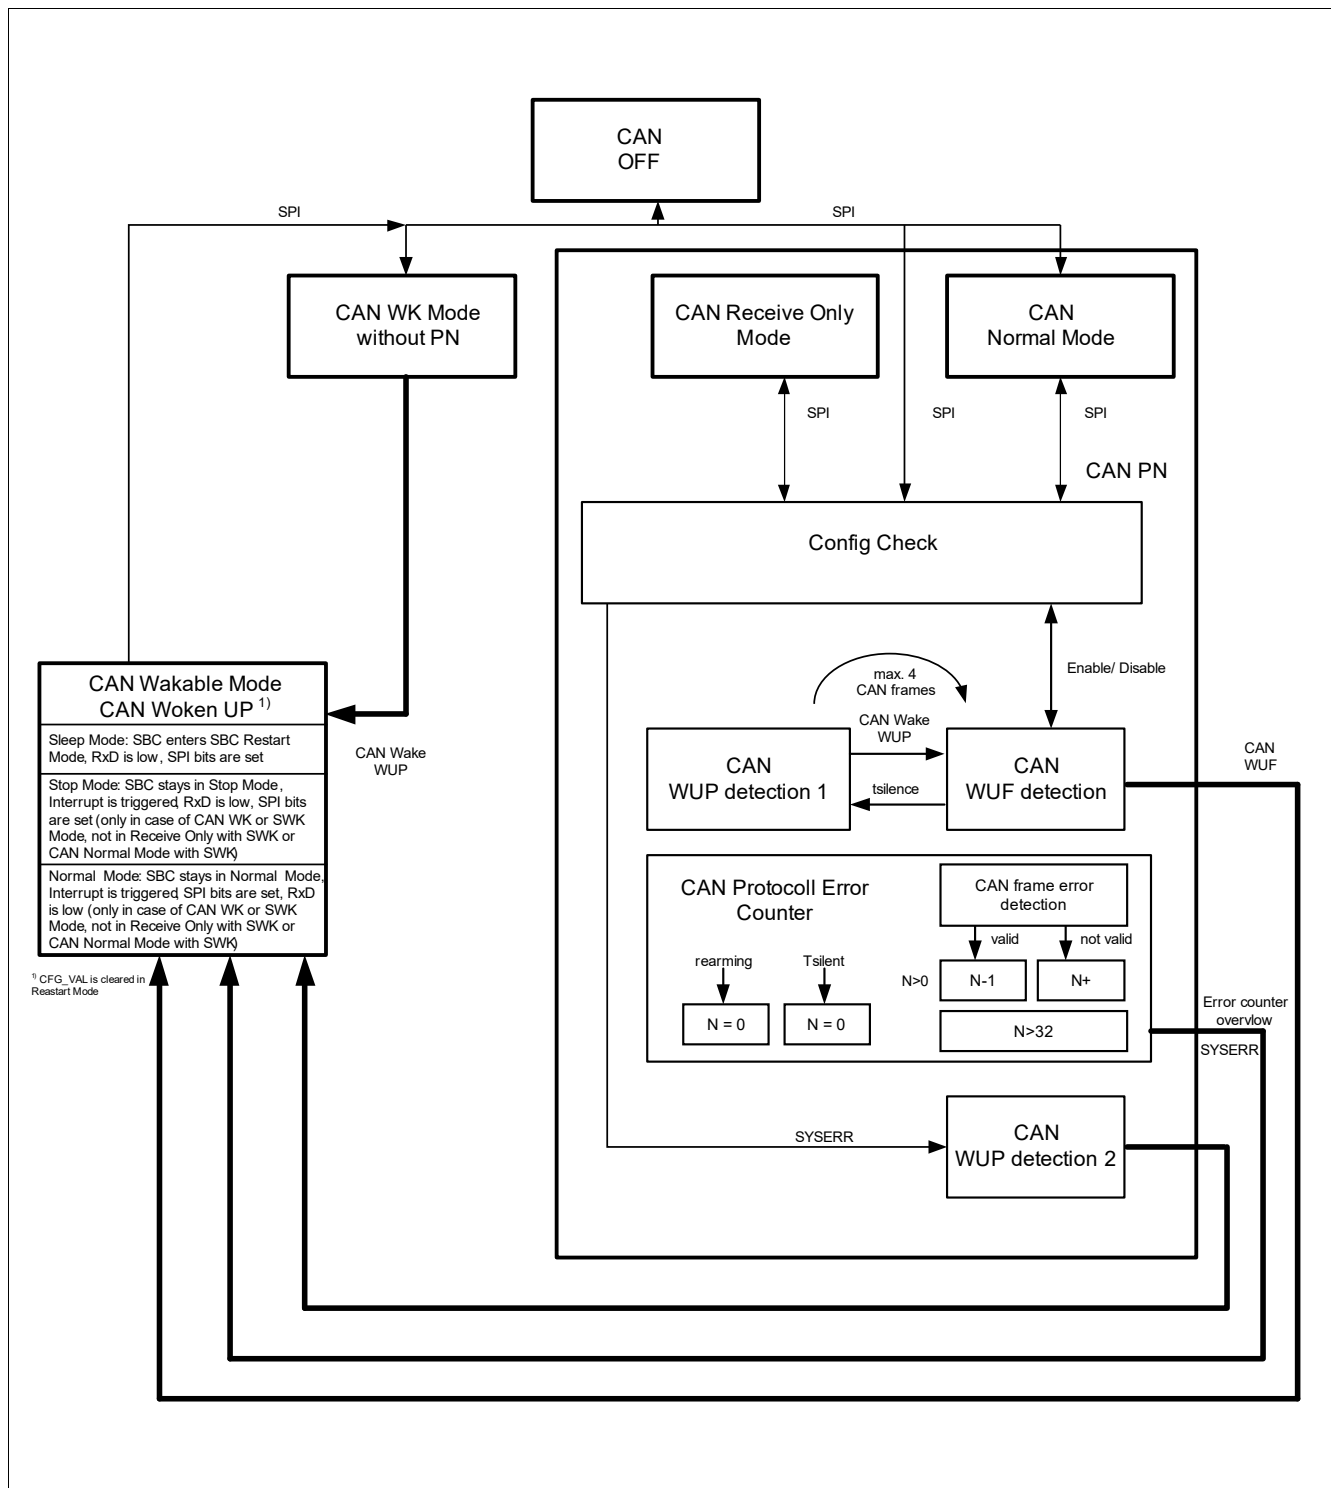 CAN
OFF
SPI
SPI
CAN WK Mode
without PN
CAN Receive Only
Mode
CAN
Normal Mode
SPI
SPI
SPI
CAN PN
Config Check
CAN Wakable Mode
CAN Woken UP 1)
Sleep Mode: SBC enters SBC Restart
Mode, RxD is low, SPI bits are set
Stop Mode: SBC stays in Stop Mode,
Interrupt is triggered, RxD is low, SPI bits
are set (only in case of CAN WK or SWK
Mode, not in Receive Only with SWK or
CAN Normal Mode with SWK)
Normal Mode: SBC stays in Normal Mode,
Interrupt is triggered, SPI bits are set, RxD
is low (only in case of CAN WK or SWK
Mode, not in Receive Only with SWK or
CAN Normal Mode with SWK)
1) CFG_VAL is cleared in
Reastart Mode
CAN Wake
WUP
Enable/ Disable
max. 4
CAN frames
CAN Wake
WUP
tsilence
CAN
WUP detection 1
CAN
WUF detection
CAN
WUF
CAN Protocoll Error
Counter
CAN frame error
detection
valid
not valid
rearming
Tsilent
N>0
N-1
N+
N = 0
N = 0
N>32
Error counter
overvlow
SYSERR
SYSERR
CAN
WUP detection 2